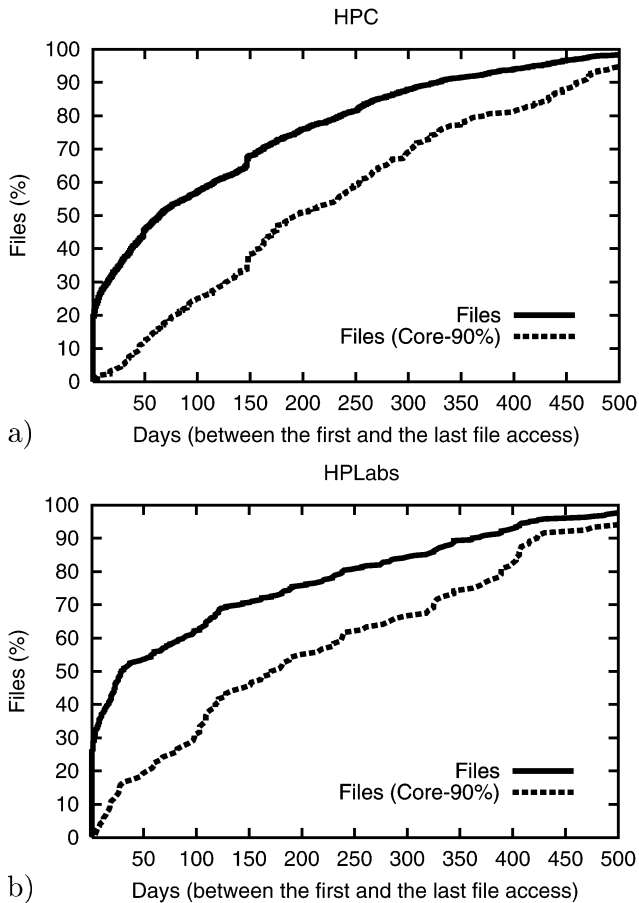 HPC
100
90
80
70
60
50
40
30
20
10
0
Files (%)
Files
Files (Core-90%)
50 100 150 200 250 300 350 400 450 500
a)
Days (between the first and the last file access)
HPLabs
100
90
80
70
60
50
40
30
20
10
0
Files (%)
Files
Files (Core-90%)
50 100 150 200 250 300 350 400 450 500
b)
Days (between the first and the last file access)